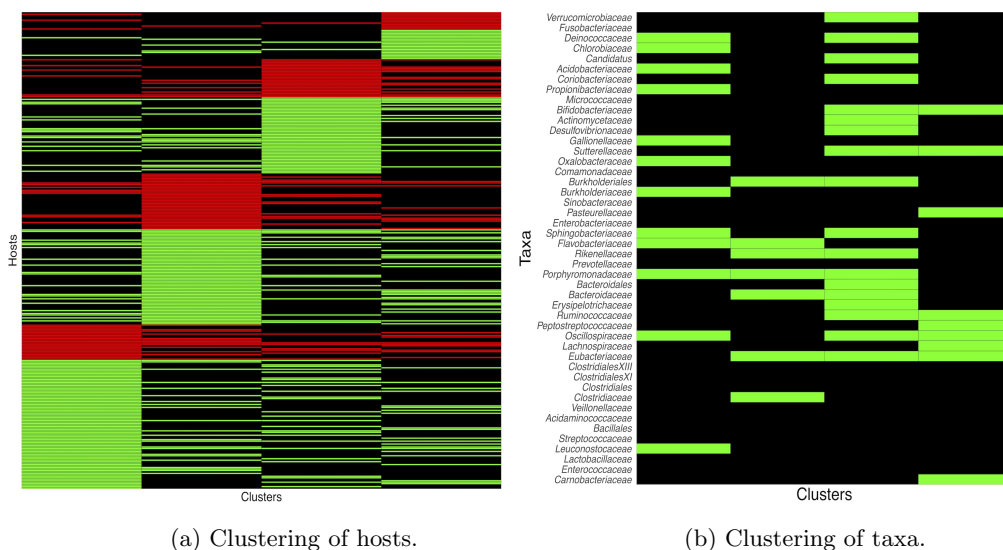 Hosts
Clusters
(a) Clustering of hosts.
Taxa
Verrucomicrobiaceae
Fusobacteriaceae
Deinococcaceae
Chlorobiaceae
Candidatus
Acidobacteriaceae
Coriobacteriaceae
Propionibacteriaceae
Micrococcaceae
Bifidobacteriaceae
Actinomycetaceae
Desulfovibrionaceae
Gallionellaceae
Sutterellaceae
Oxalobacteraceae
Comamonadaceae
Burkholderiales
Burkholderiaceae
Sinobacteraceae
Pasteurellaceae
Enterobacteriaceae
Sphingobacteriaceae
Flavobacteriaceae
Rikenellaceae
Prevotellaceae
Porphyromonadaceae
Bacteroidales
Bacteroidaceae
Erysipelotrichaceae
Ruminococcaceae
Peptostreptococcaceae
Oscillospiraceae
Lachnospiraceae
Eubacteriaceae
ClostridialesXIII
ClostridialesXI
Clostridiales
Clostridiaceae
Veillonellaceae
Acidaminococcaceae
Bacillales
Streptococcaceae
Leuconostocaceae
Lactobacillaceae
Enterococcaceae
Carnobacteriaceae
Clusters
(b) Clustering of taxa.